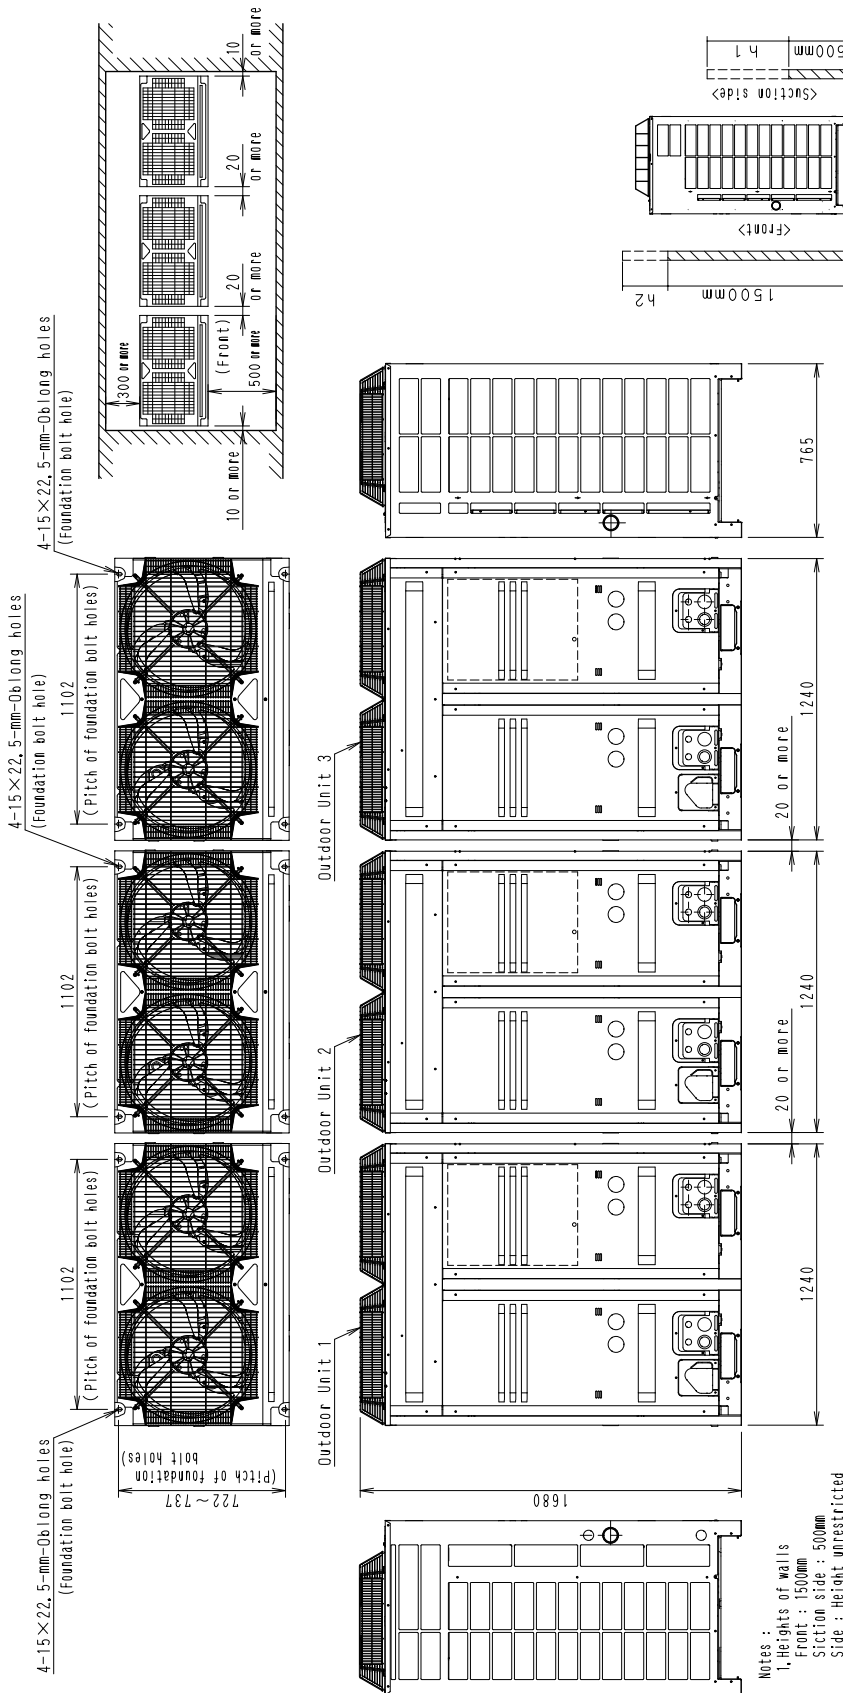 4-15×22.5-mm-Oblong holes
(Foundation bolt hole)
4-15×22.5-mm-Oblong holes
(Foundation bolt hole)
4-15×22.5-mm-Oblong holes
(Foundation bolt hole)
1102
(Pitch of foundation bolt holes)
1102
(Pitch of foundation bolt holes)
1102
(Pitch of foundation bolt holes)
722~737
(Pitch of foundation
bolt holes)
300 or more
10 or more
500 or more
(Front)
20
or more
20
or more
10
or more
Outdoor Unit 1
Outdoor Unit 2
Outdoor Unit 3
1680
1240
20 or more
1240
20 or more
1240
765
h2
1500mm
<Front>
<Suction side>
h1
Notes :
1.Heights of walls
Front : 1500mm
Siction side : 500mm
Side : Height unrestricted